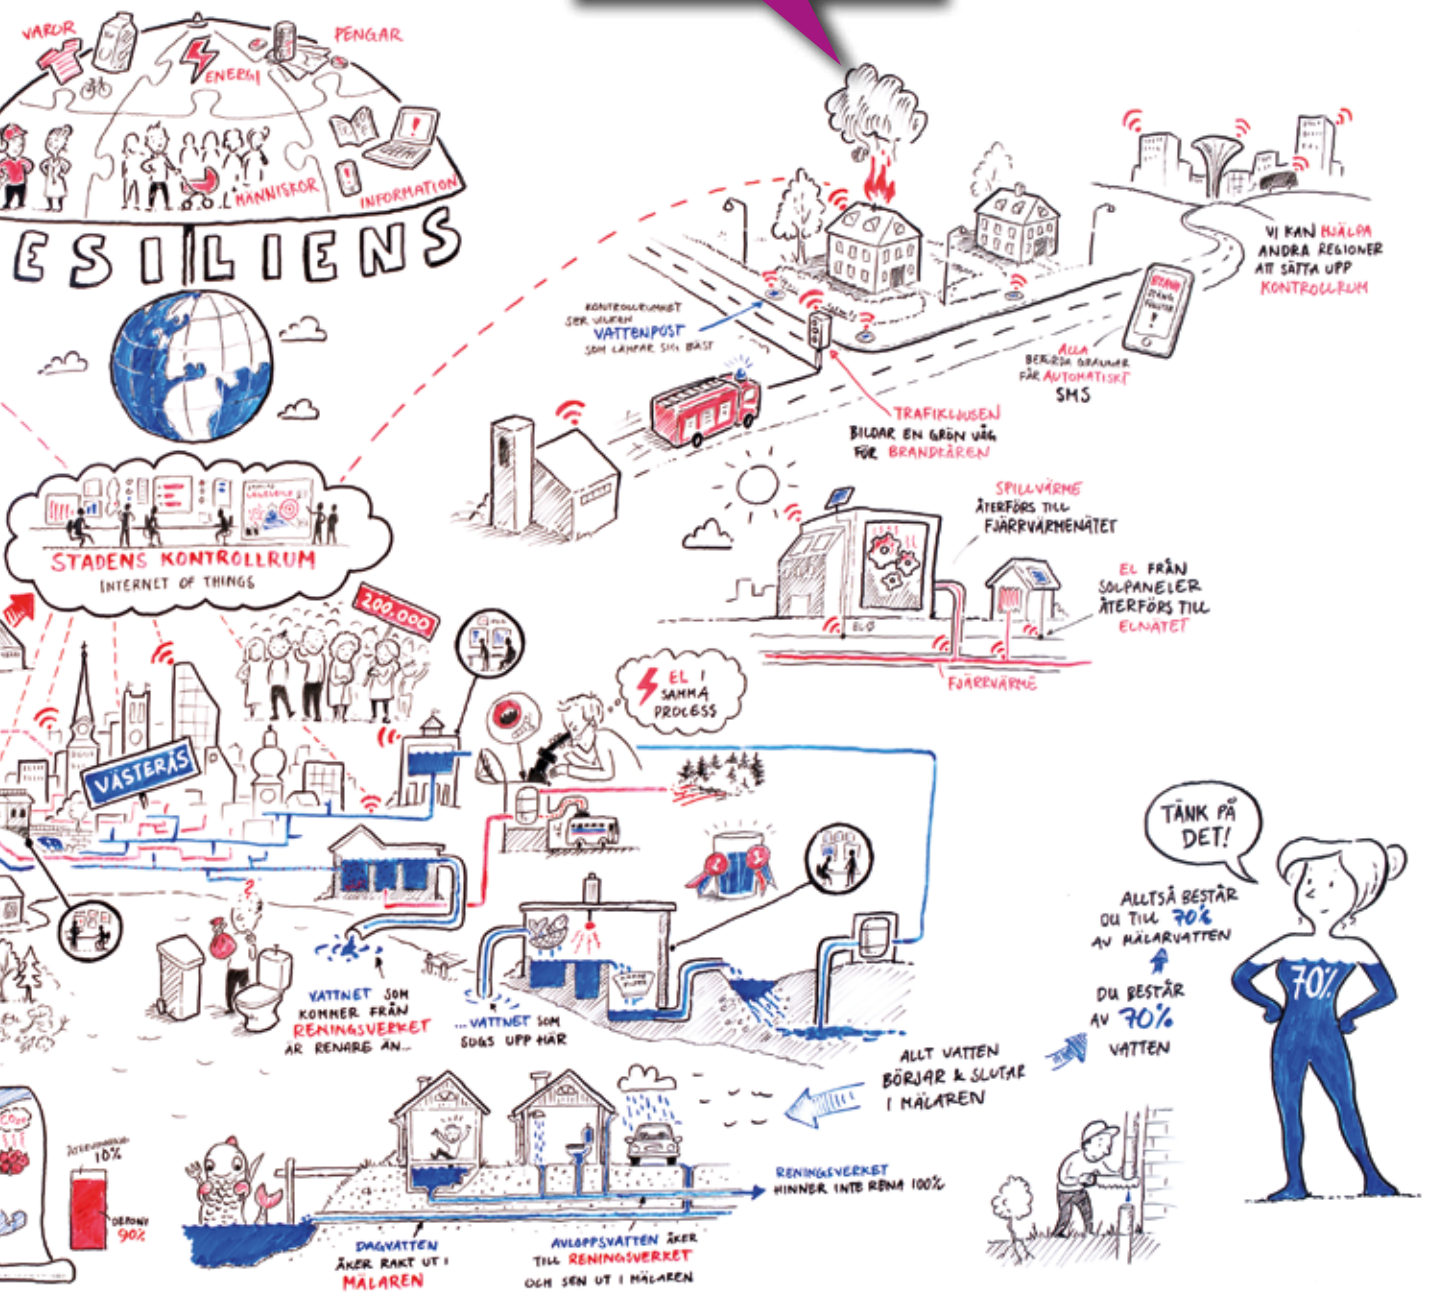 VAROR
PENGAR
ENERGI
MÄNNISKOR
INFORMATION
ESILIENS
STADENS KONTROLLRUM
INTERNET OF THINGS
200.000
VÄSTERÅS
KONTROLLRUMMET
SER VILKEN
VATTENPOST
SOM LÄMPAR SIG BÄST
VI KAN HJÄLPA
ANDRA REGIONER
ATT SÄTTA UPP
KONTROLLRUM
BRAND
STÄNG
FÖNSTER
!
ALLA
BERÖRDA GRANNAR
FÅR AUTOMATISKT
SMS
TRAFIKLJUSEN
BILDAR EN GRÖN VÅG
FÖR BRANDKÅREN
SPILLVÄRME
ÅTERFÖRS TILL
FJÄRRVÄRMENÄTET
EL FRÅN
SOLPANELER
ÅTERFÖRS TILL
ELNÄTET
FJÄRRVÄRME
EL I
SAMMA
PROCESS
VATTNET SOM
KOMMER FRÅN
RENINGSVERKET
ÄR RENARE ÄN...
...VATTNET SOM
SUGS UPP HÄR
TÄNK PÅ
DET!
ALLTSÅ BESTÅR
DU TILL 70%
AV MÄLARVATTEN
DU BESTÅR
AV 70%
VATTEN
70%
ALLT VATTEN
BÖRJAR & SLUTAR
I MÄLAREN
RENINGSVERKET
HINNER INTE RENA 100%
10%
DEPONI
90%
DAGVATTEN
ÅKER RAKT UT I
MÄLAREN
AVLOPPSVATTEN ÅKER
TILL RENINGSVERKET
OCH SEN UT I MÄLAREN